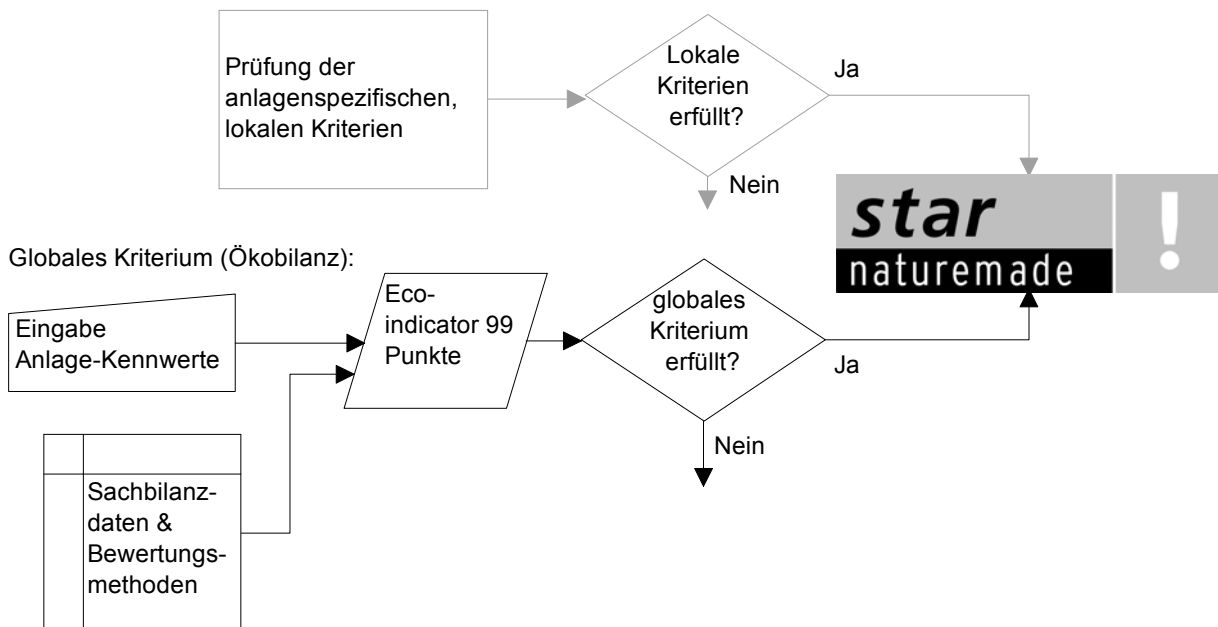 Prüfung der
anlagenspezifischen,
lokalen Kriterien
Lokale
Kriterien
erfüllt?
Ja
Nein
star
naturemade
!
Globales Kriterium (Ökobilanz):
Eingabe
Anlage-Kennwerte
Eco-
indicator 99
Punkte
globales
Kriterium
erfüllt?
Ja
Nein
Sachbilanz-
daten &
Bewertungs-
methoden